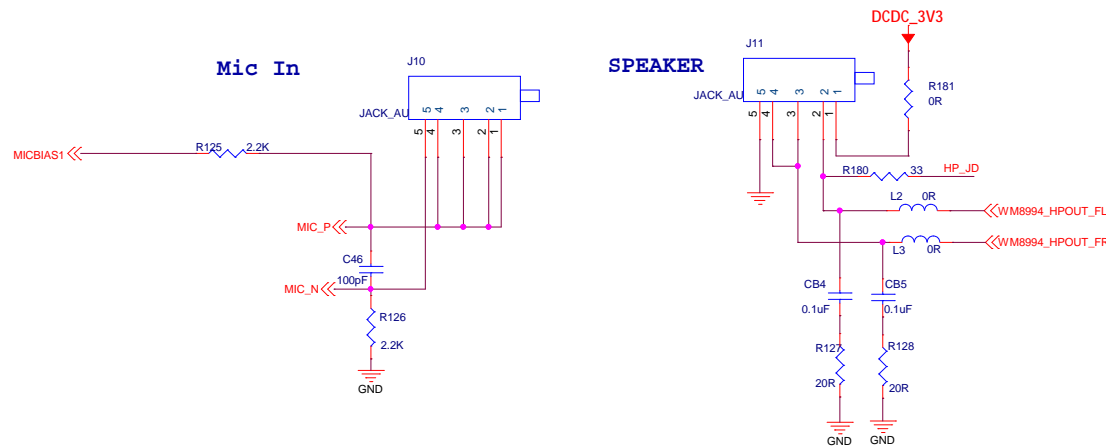 Mic In
J10
JACK_AU
5
4
3
2
1
5
4
3
2
1
MICBIAS1
R125
2.2K
MIC_P
C46
100pF
MIC_N
R126
2.2K
GND
SPEAKER
DCDC_3V3
J11
JACK_AU
5
4
3
2
1
5
4
3
2
1
R181
0R
R180
33
HP_JD
L2
0R
WM8994_HPOUT_FL
WM8994_HPOUT_FR
L3
0R
CB4
0.1uF
CB5
0.1uF
R127
20R
R128
20R
GND
GND